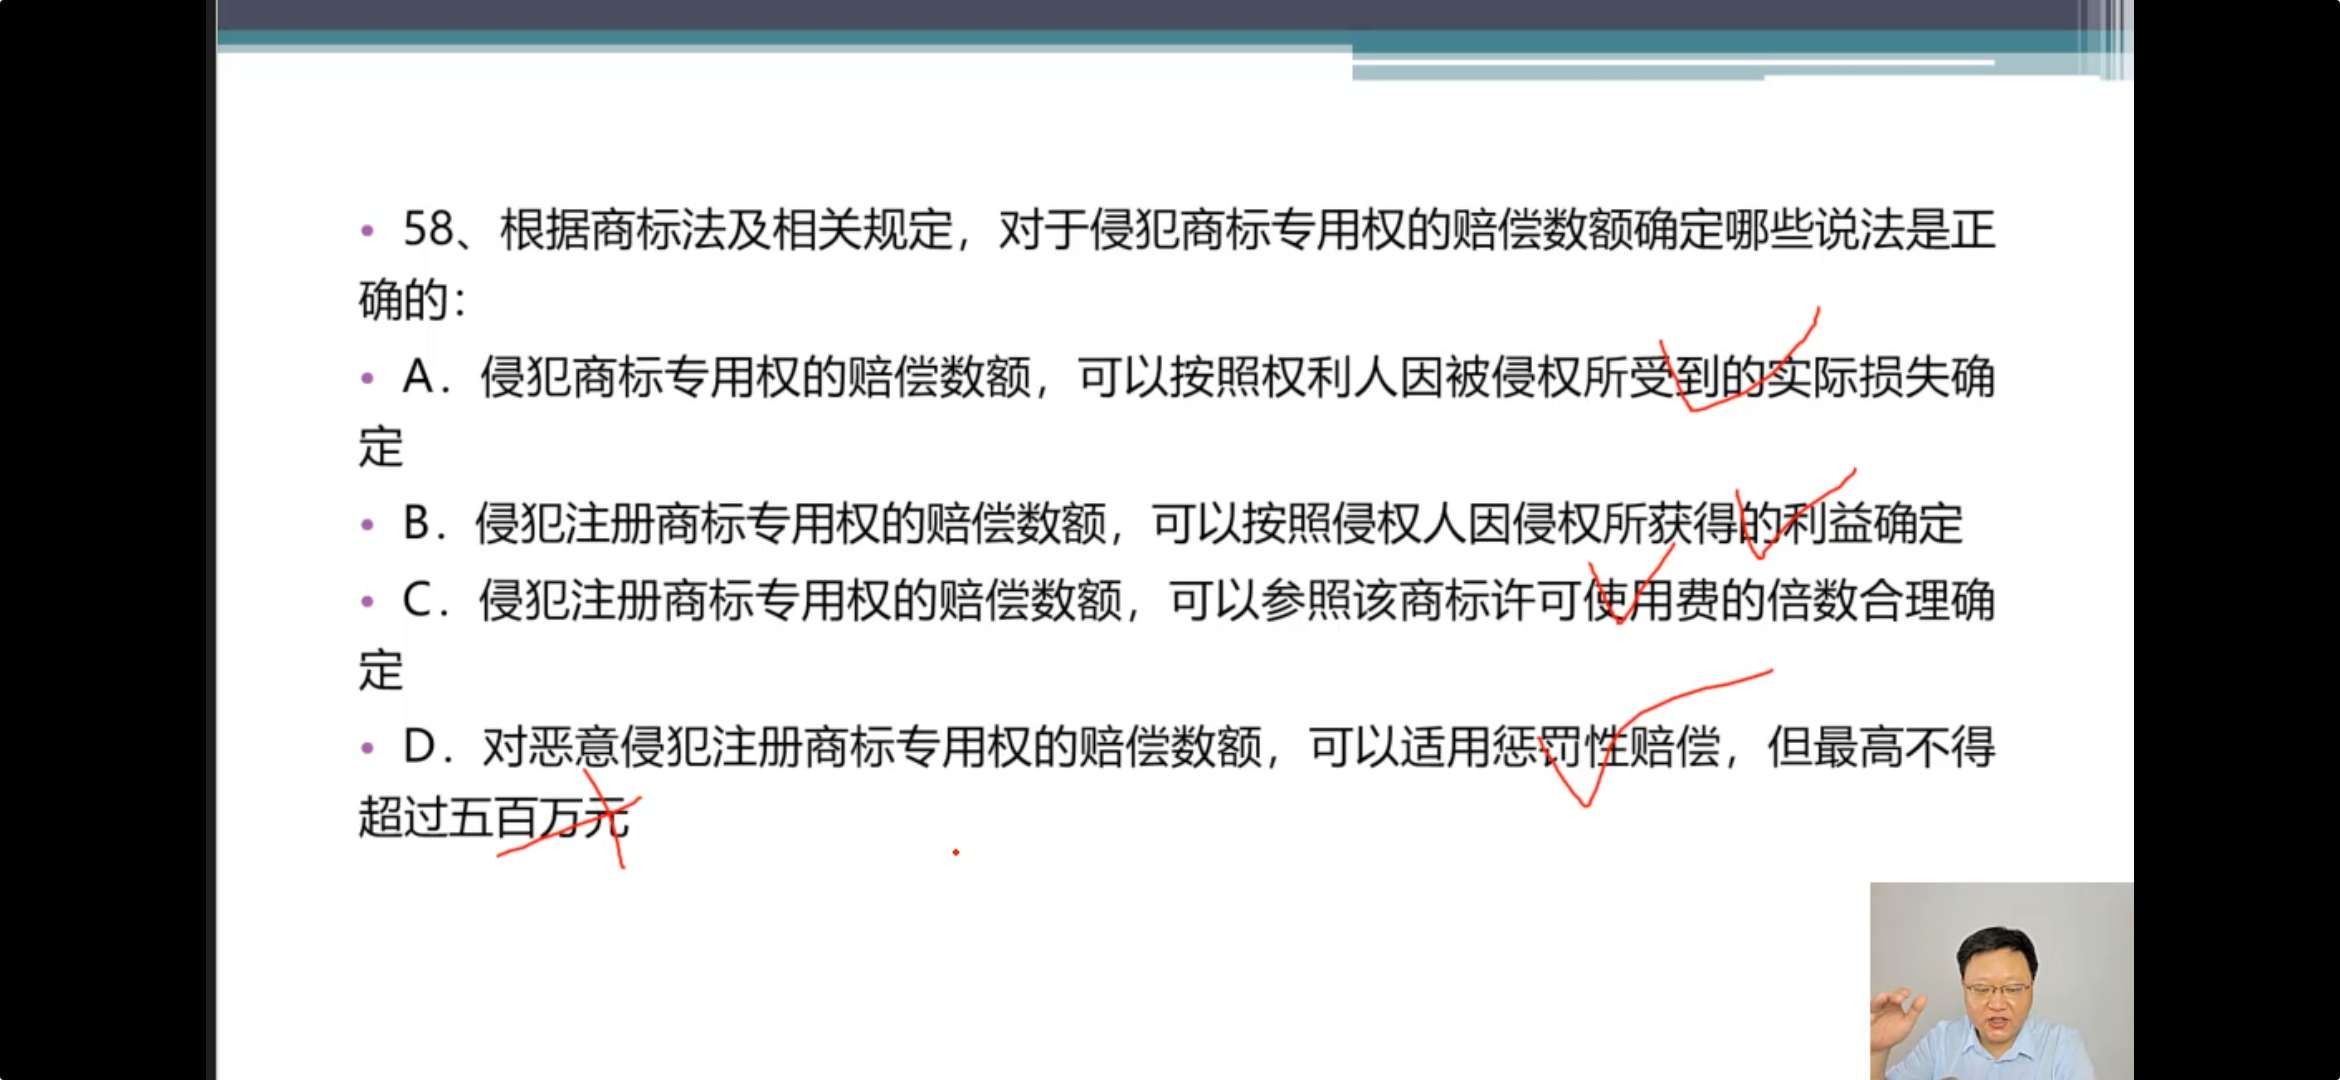 • 58、根据商标法及相关规定，对于侵犯商标专用权的赔偿数额确定哪些说法是正
确的：
• A．侵犯商标专用权的赔偿数额，可以按照权利人因被侵权所受到的实际损失确
定
• B．侵犯注册商标专用权的赔偿数额，可以按照侵权人因侵权所获得的利益确定
• C．侵犯注册商标专用权的赔偿数额，可以参照该商标许可使用费的倍数合理确
定
• D．对恶意侵犯注册商标专用权的赔偿数额，可以适用惩罚性赔偿，但最高不得
超过五百万元